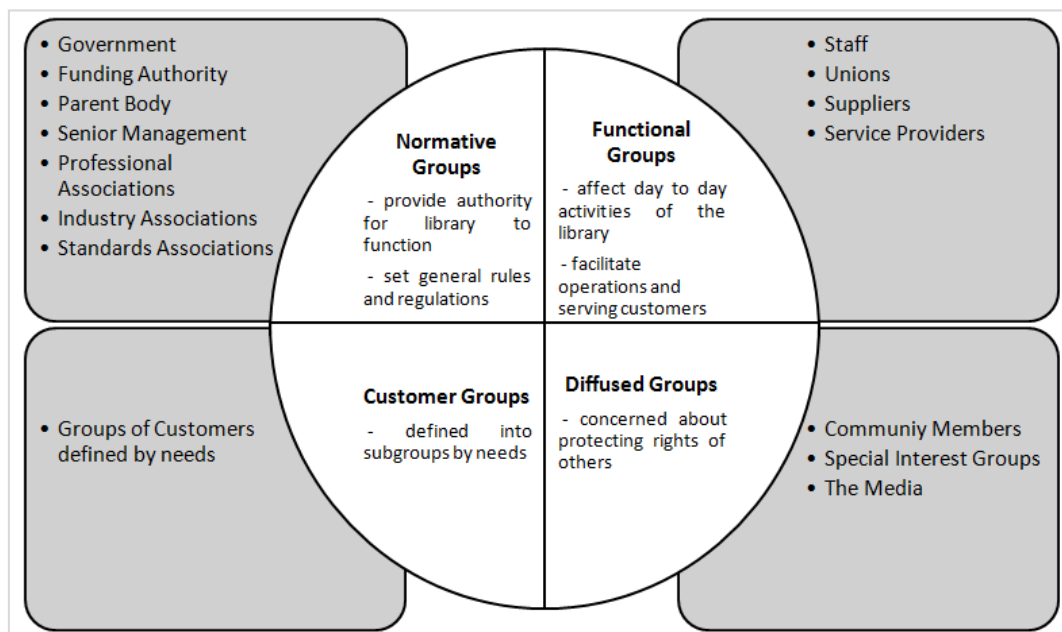 • Government
• Funding Authority
• Parent Body
• Senior Management
• Professional
Associations
• Industry Associations
• Standards Associations
Normative
Groups
- provide authority
for library to
function
- set general rules
and regulations
Functional
Groups
- affect day to day
activities of the
library
- facilitate
operations and
serving customers
• Staff
• Unions
• Suppliers
• Service Providers
• Groups of Customers
defined by needs
Customer Groups
- defined into
subgroups by needs
Diffused Groups
- concerned about
protecting rights of
others
• Communiy Members
• Special Interest Groups
• The Media